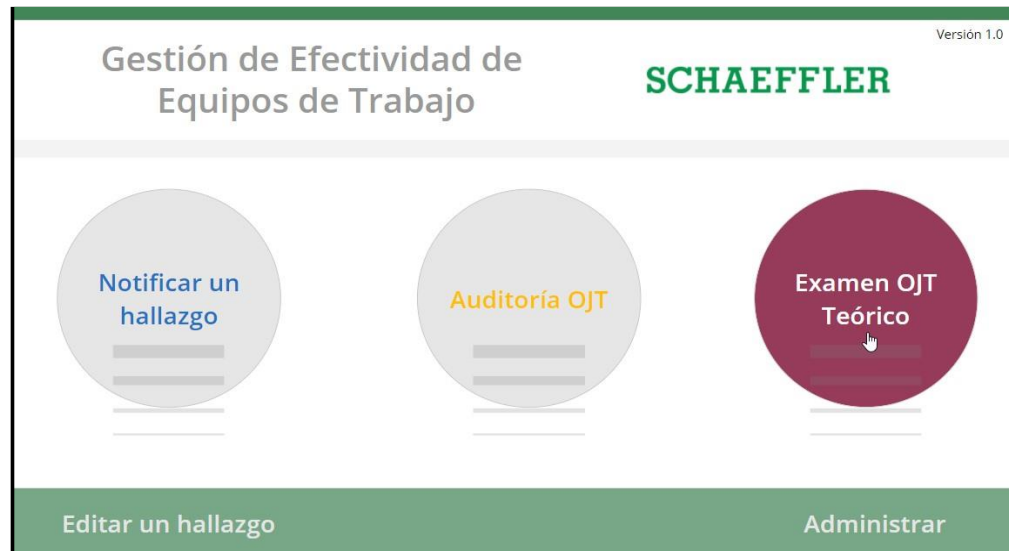 Versión 1.0
Gestión de Efectividad de
Equipos de Trabajo
SCHAEFFLER
Notificar un
hallazgo
Auditoría OJT
Examen OJT
Teórico
Editar un hallazgo
Administrar